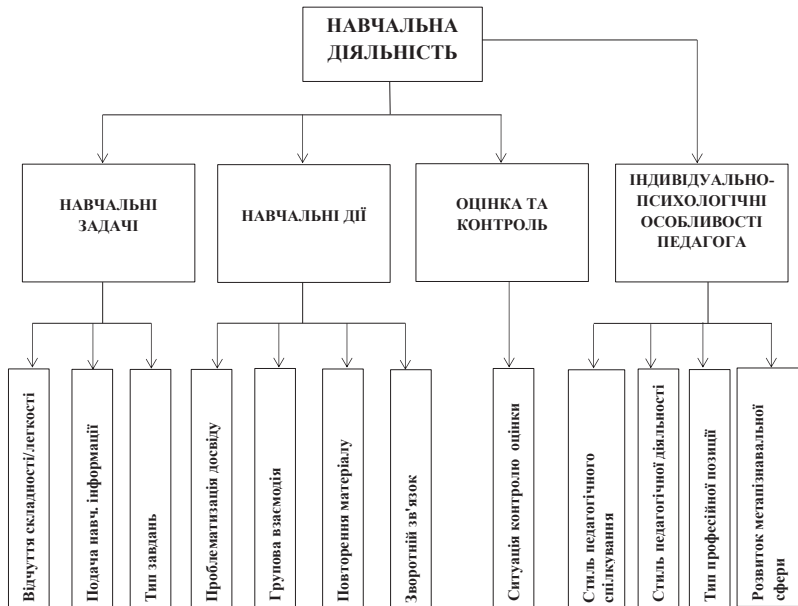 НАВЧАЛЬНА
ДІЯЛЬНІСТЬ
НАВЧАЛЬНІ
ЗАДАЧІ
НАВЧАЛЬНІ ДІЇ
ОЦІНКА ТА
КОНТРОЛЬ
ІНДИВІДУАЛЬНО-
ПСИХОЛОГІЧНІ
ОСОБЛИВОСТІ
ПЕДАГОГА
Відчуття складності/легкості
Подача навч. інформації
Тип завдань
Проблематизація досвіду
Групова взаємодія
Повторення матеріалу
Зворотній зв'язок
Ситуація контролю оцінки
Стиль педагогічного
спілкування
Стиль педагогічної діяльності
Тип професійної позиції
Розвиток метапізнавальної
сфери